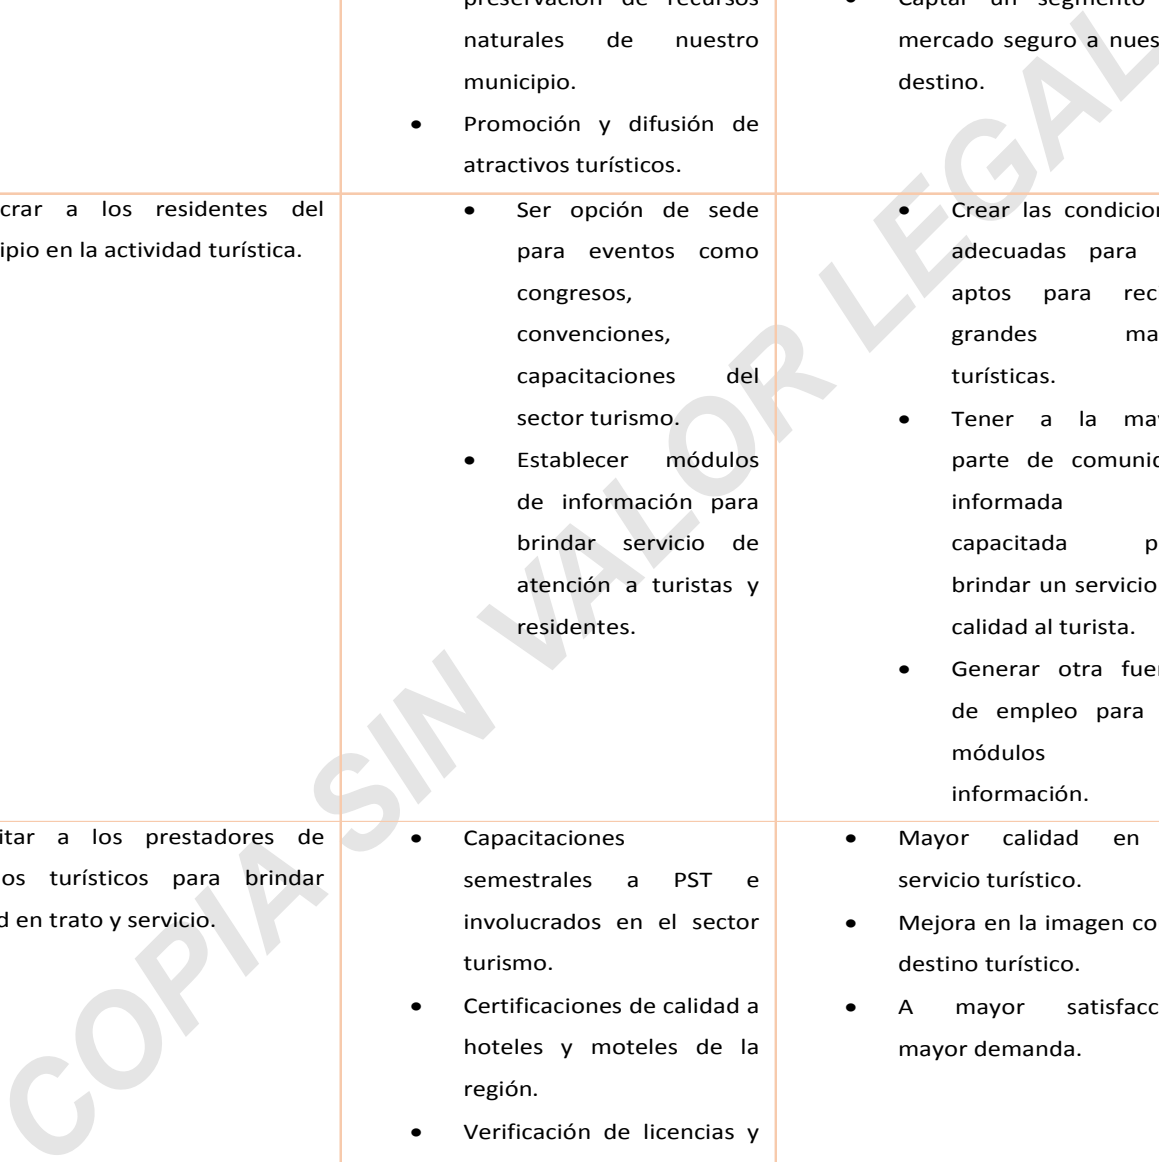 preservación de recursos
naturales de nuestro
municipio.
• Promoción y difusión de
atractivos turísticos.
• Captar un segmento
mercado seguro a nues
destino.
crar a los residentes del
ipio en la actividad turística.
• Ser opción de sede
para eventos como
congresos,
convenciones,
capacitaciones del
sector turismo.
• Establecer módulos
de información para
brindar servicio de
atención a turistas y
residentes.
• Crear las condicion
adecuadas para
aptos para rec
grandes ma
turísticas.
• Tener a la may
parte de comunid
informada
capacitada p
brindar un servicio
calidad al turista.
• Generar otra fuer
de empleo para
módulos
información.
itar a los prestadores de
os turísticos para brindar
d en trato y servicio.
• Capacitaciones
semestrales a PST e
involucrados en el sector
turismo.
• Certificaciones de calidad a
hoteles y moteles de la
región.
• Verificación de licencias y
• Mayor calidad en
servicio turístico.
• Mejora en la imagen co
destino turístico.
• A mayor satisfacc
mayor demanda.
COPIA SIN VALOR LEGAL